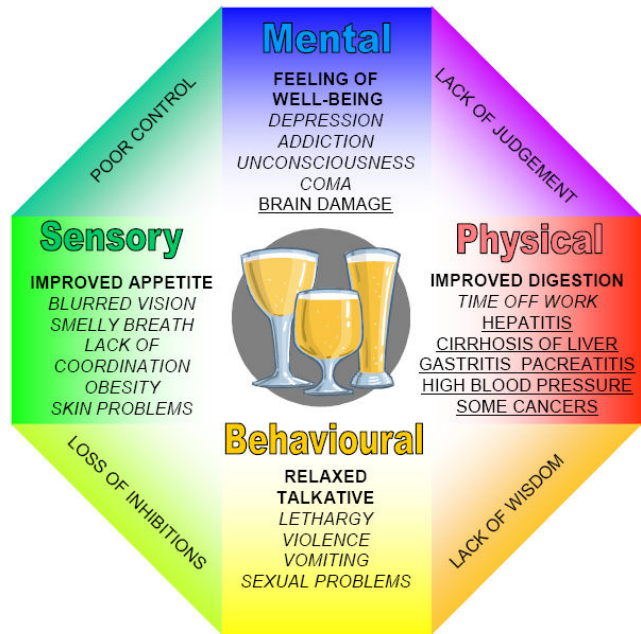 Mental
FEELING OF
WELL-BEING
DEPRESSION
ADDICTION
UNCONSCIOUSNESS
COMA
BRAIN DAMAGE
POOR CONTROL
LACK OF JUDGEMENT
Sensory
IMPROVED APPETITE
BLURRED VISION
SMELLY BREATH
LACK OF
COORDINATION
OBESITY
SKIN PROBLEMS
Physical
IMPROVED DIGESTION
TIME OFF WORK
HEPATITIS
CIRRHOSIS OF LIVER
GASTRITIS PACREATITIS
HIGH BLOOD PRESSURE
SOME CANCERS
Behavioural
RELAXED
TALKATIVE
LETHARGY
VIOLENCE
VOMITING
SEXUAL PROBLEMS
LOSS OF INHIBITIONS
LACK OF WISDOM